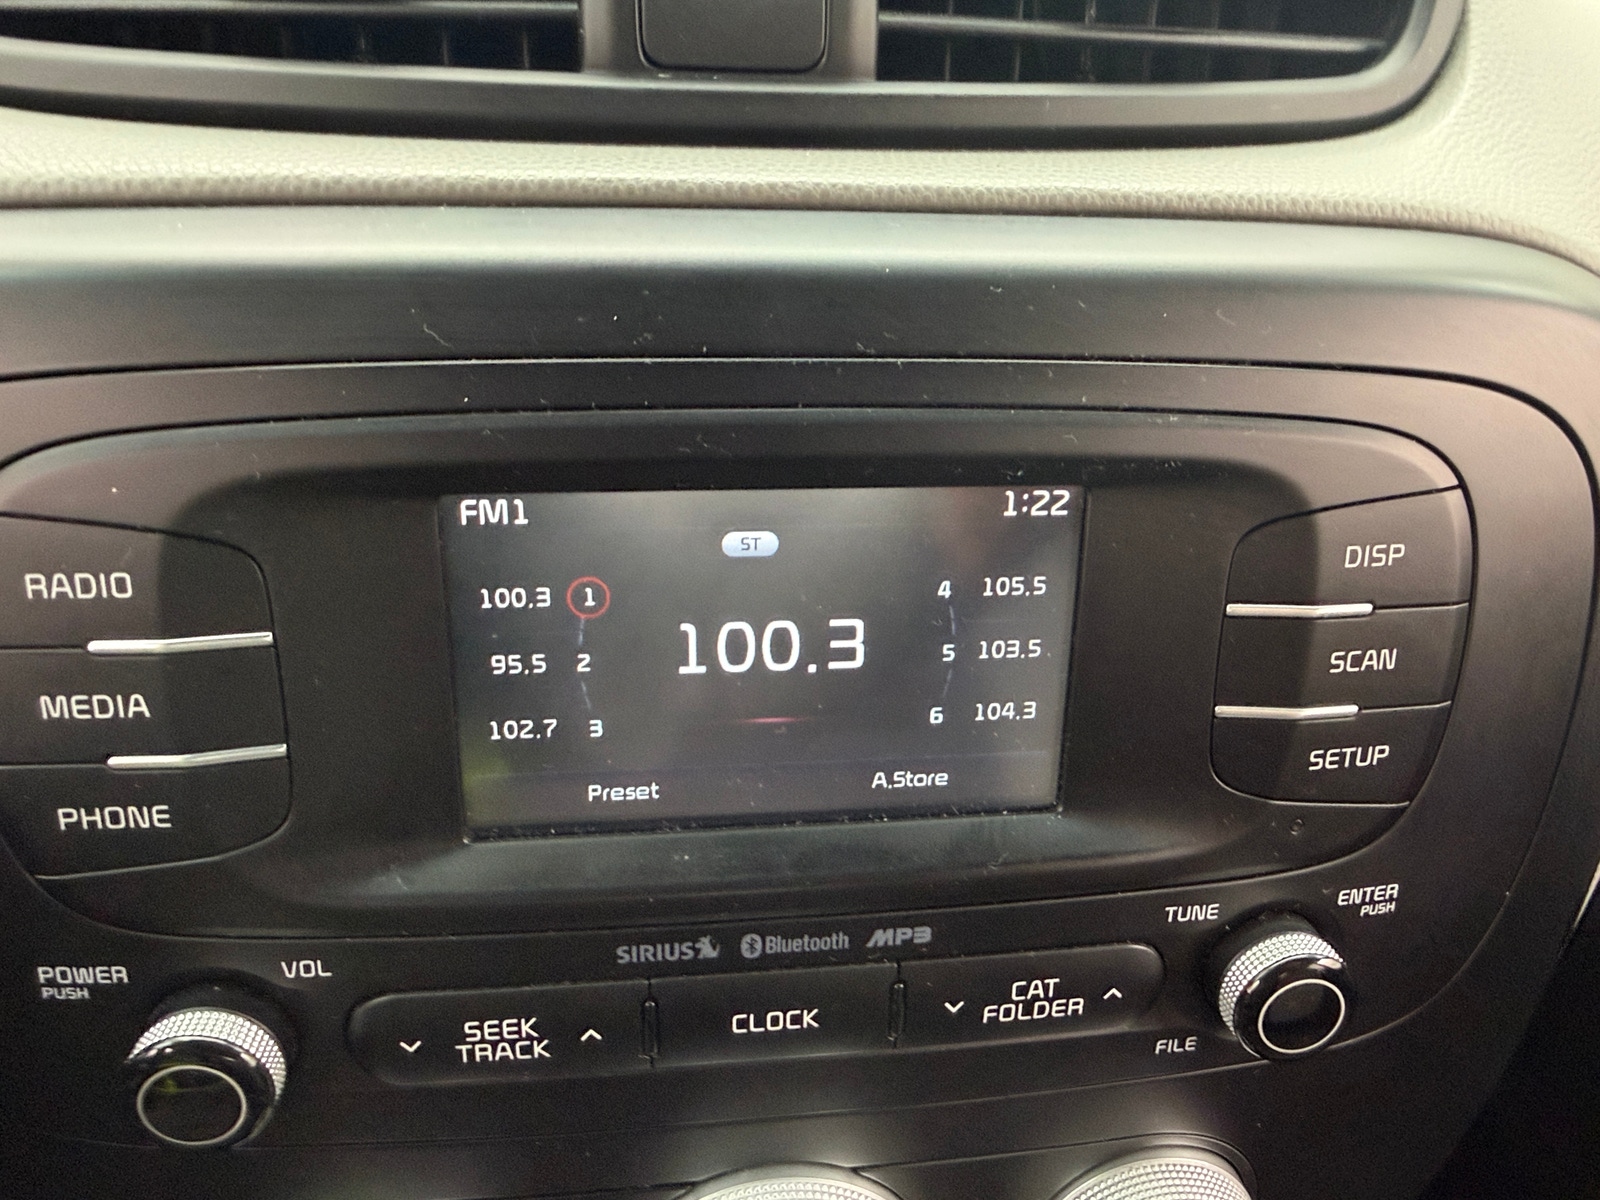 FM1 1:22
ST
100.3 1
95.5 2
102.7 3
100.3
4 105.5
5 103.5
6 104.3
Preset A.Store
RADIO
MEDIA
PHONE
DISP
SCAN
SETUP
SIRIUS Bluetooth MP3
POWER
PUSH
VOL
SEEK
TRACK
CLOCK
CAT
FOLDER
TUNE
FILE
ENTER
PUSH